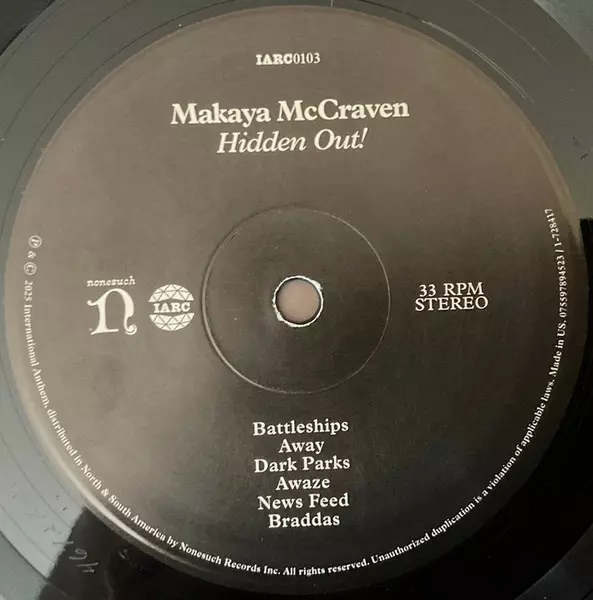 IARC0103
Makaya McCraven
Hidden Out!
nonesuch
N
IARC
33 RPM
STEREO
Battleships
Away
Dark Parks
Awaze
News Feed
Braddas
℗ & © 2025 International Anthem, distributed in North & South America by Nonesuch Records Inc. All rights reserved. Unauthorized duplication is a violation of applicable laws. Made in US. 075597894523 / 1-728417